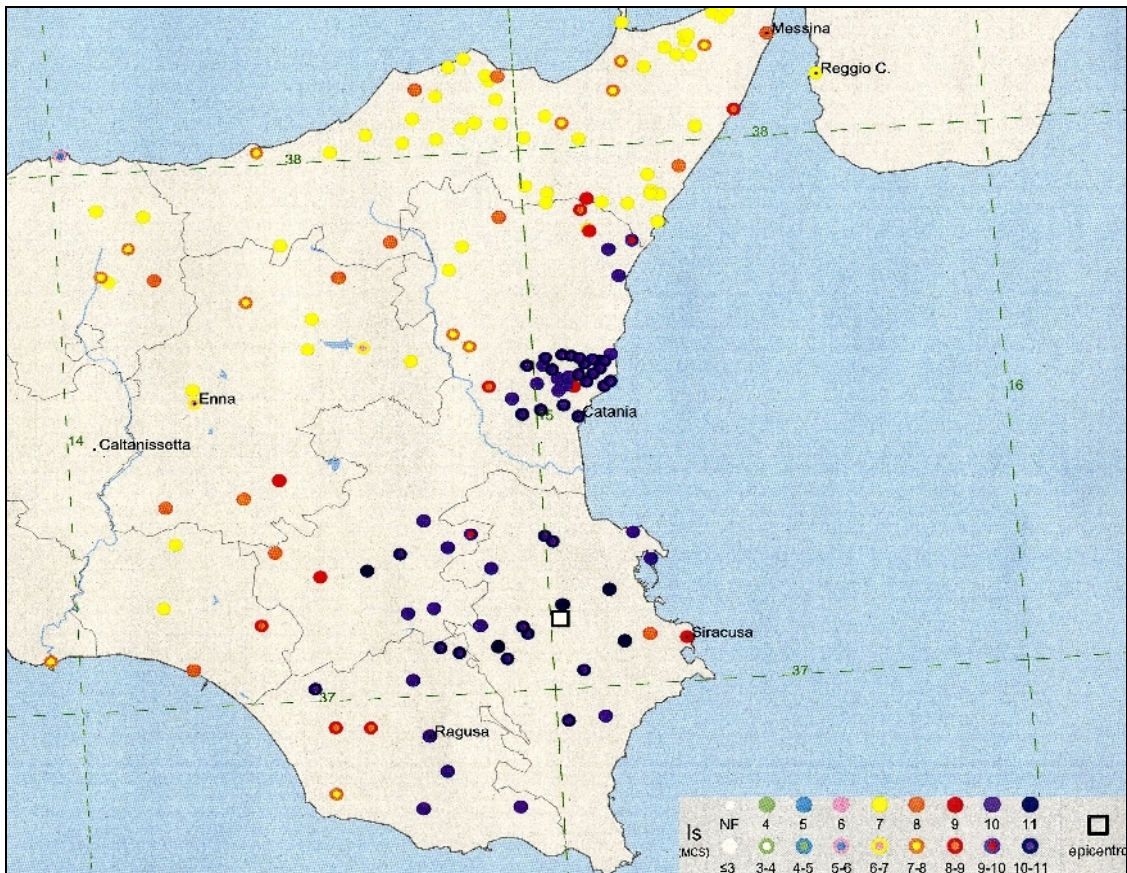 Messina
Reggio C.
38
38
Enna
Catania
15
16
14
Caltanissetta
Siracusa
37
37
Ragusa
Is
(MCS)
NF 4 5 6 7 8 9 10 11
≤3 3-4 4-5 5-6 6-7 7-8 8-9 9-10 10-11
epicentro